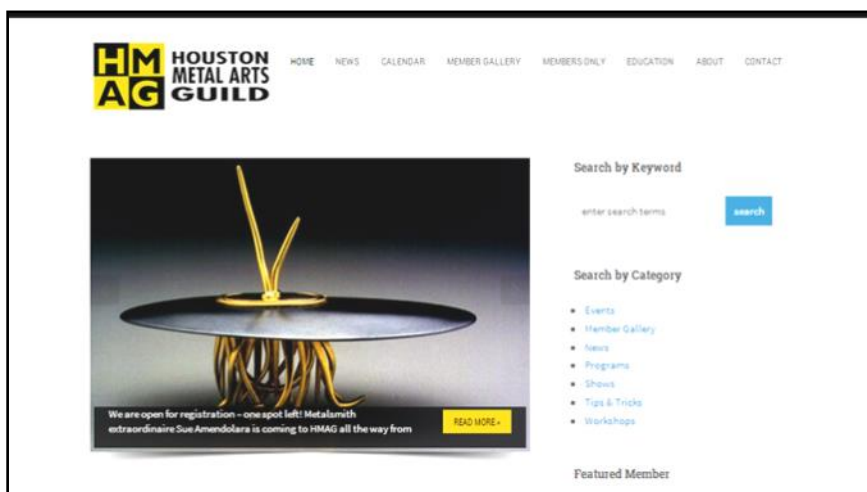 HM
AG
HOUSTON
METAL ARTS
GUILD
HOME NEWS CALENDAR MEMBER GALLERY MEMBERS ONLY EDUCATION ABOUT CONTACT
Search by Keyword
enter search terms search
Search by Category
Events
Member Gallery
News
Programs
Shows
Tips & Tricks
Workshops
We are open for registration – one spot left! Metalsmith
extraordinaire Sue Amendolara is coming to HMAG all the way from
READ MORE »
Featured Member